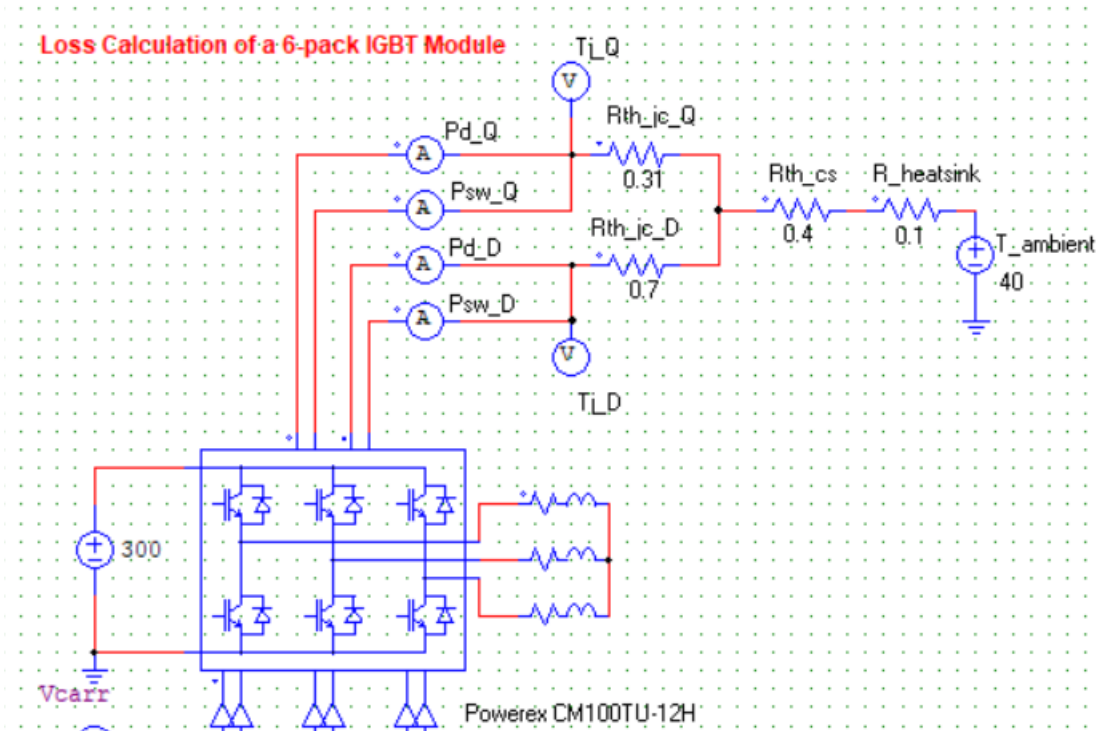 Loss Calculation of a 6-pack IGBT Module
Tj_Q
V
Rth_jc_Q
Pd_Q
A
0.31
Rth_cs
R_heatsink
Psw_Q
A
0.4
0.1
Rth_jc_D
Pd_D
A
0.7
T_ambient
40
Psw_D
A
V
Tj_D
300
Vcarr
Powerex CM100TU-12H